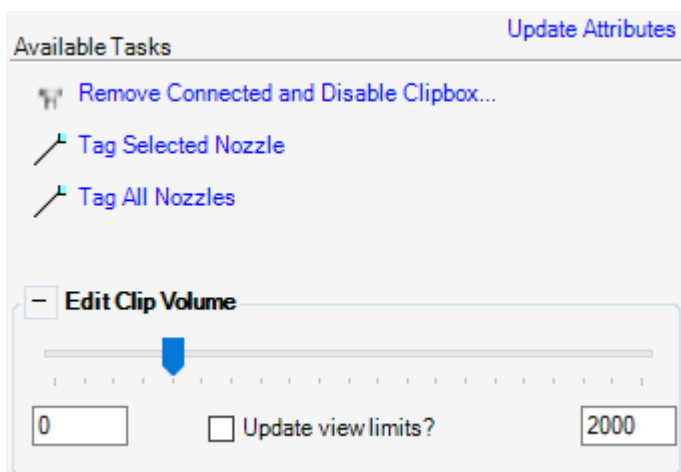 Update Attributes
Available Tasks
Remove Connected and Disable Clipbox...
Tag Selected Nozzle
Tag All Nozzles
Edit Clip Volume
0 Update view limits? 2000